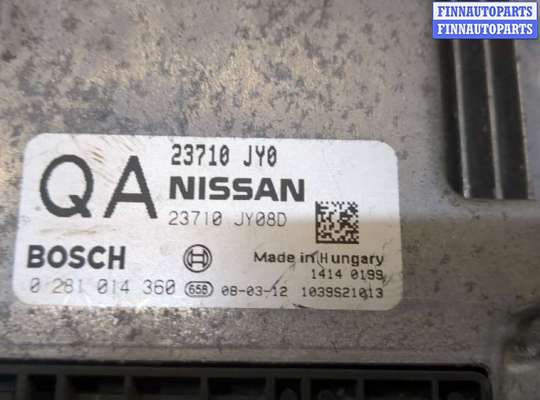 FINNAUTOPARTS
FINNAUTOPARTS
QA
23710 JY0
NISSAN
23710 JY08D
BOSCH
Made in Hungary
1414 0199
0 281 014 360 658 08-03-12 1039S21013